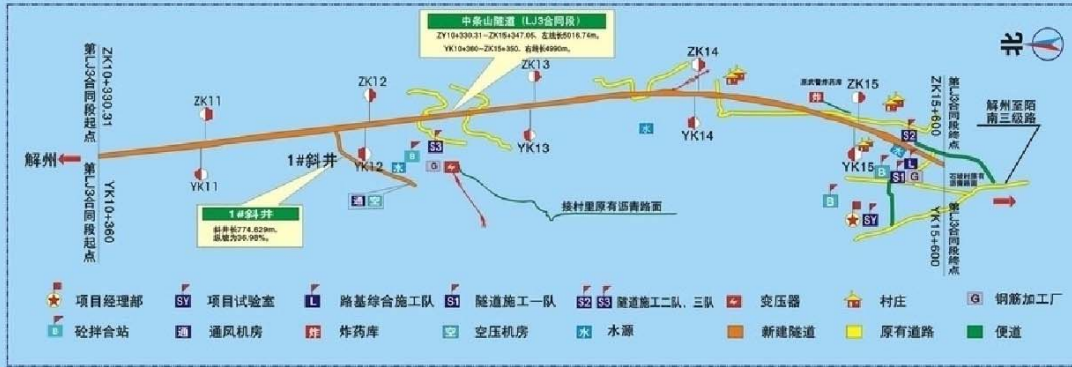 中条山隧道（LJ3合同段）
ZY10+330.31~ZK15+347.05，左线长5016.74m，
YK10+360~ZK15+350，右线长4990m。
北
ZK10+330.31
第LJ3合同段起点
ZK11
ZK12
ZK13
ZK14
ZK15
ZK15+600
第LJ3合同段终点
解州至陌
南三级路
炸
解州
1#斜井
YK11
YK12
YK13
YK14
YK15
S3
B
水
G
水
S2
水
L
B
S1
G
B
SY
通
空
YK10+360
第LJ3合同段起点
1#斜井
斜井长774.629m，
纵坡为36.98%。
接村里原有沥青路面
YK15+600
第LJ3合同段终点
项目经理部
SY 项目试验室
L 路基综合施工队
S1 隧道施工一队
S2 S3 隧道施工二队、三队
变压器
村庄
G 钢筋加工厂
B 砼拌合站
通 通风机房
炸 炸药库
空 空压机房
水 水源
新建隧道
原有道路
便道